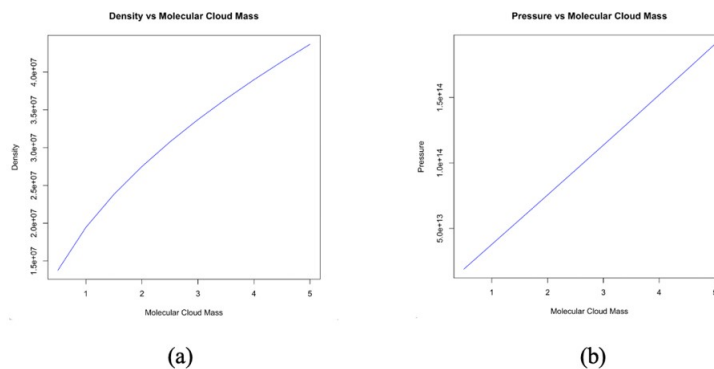 Density vs Molecular Cloud Mass
Density
1.5e+07 2.0e+07 2.5e+07 3.0e+07 3.5e+07 4.0e+07
1 2 3 4 5
Molecular Cloud Mass
(a)
Pressure vs Molecular Cloud Mass
Pressure
5.0e+13 1.0e+14 1.5e+14
1 2 3 4
Molecular Cloud Mass
(b)